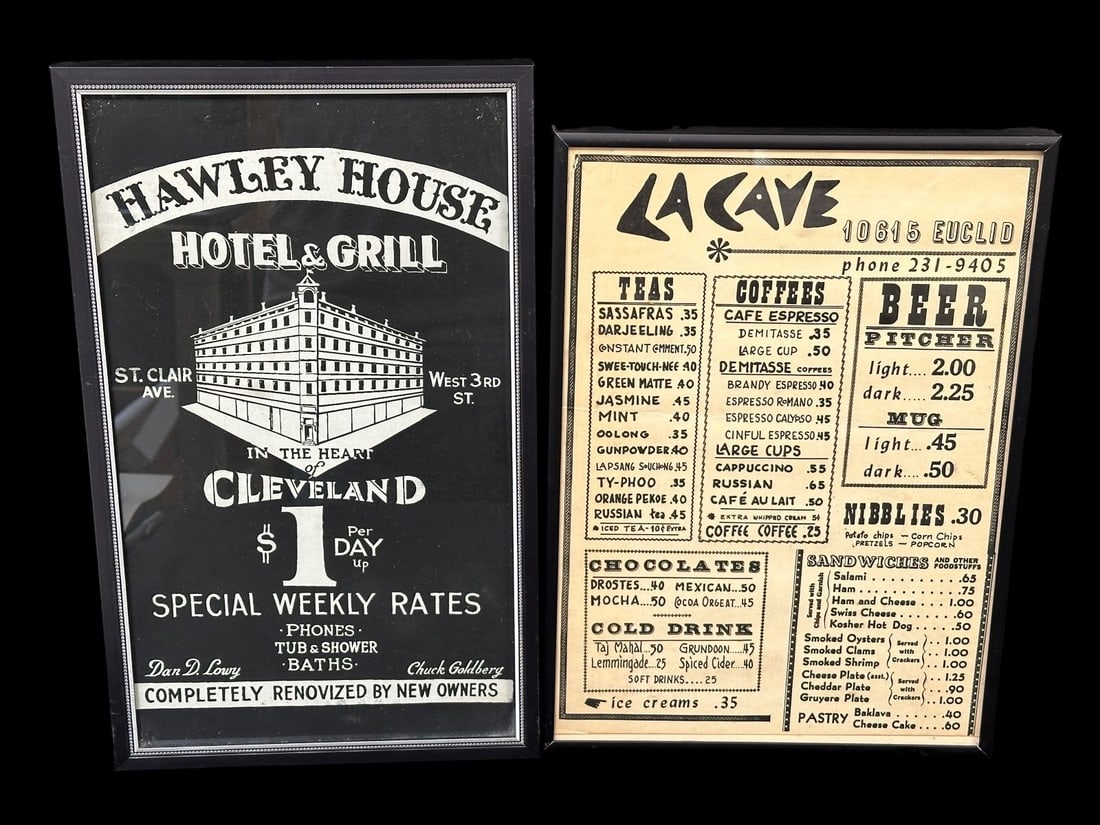 HAWLEY HOUSE
HOTEL & GRILL
ST. CLAIR
AVE.
WEST 3RD
ST.
IN THE HEART
of
CLEVELAND
$1 Per
DAY
up
SPECIAL WEEKLY RATES
· PHONES ·
TUB & SHOWER
· BATHS ·
Dan D. Lowy
Chuck Goldberg
COMPLETELY RENOVIZED BY NEW OWNERS
LA CAVE
10615 EUCLID
phone 231-9405
TEAS
SASSAFRAS .35
DARJEELING .35
CONSTANT COMMENT .50
SWEE-TOUCH-NEE 40
GREEN MATTE 40
JASMINE .45
MINT .40
OOLONG .35
GUNPOWDER 40
LAPSANG SOUCHONG .45
TY-PHOO .35
ORANGE PEKOE .40
RUSSIAN tea .45
* ICED TEA - 10¢ EXTRA
COFFEES
CAFE ESPRESSO
DEMITASSE .35
LARGE CUP .50
DEMITASSE COFFEES
BRANDY ESPRESSO .40
ESPRESSO ROMANO .35
ESPRESSO CALYPSO .45
CINFUL ESPRESSO .45
LARGE CUPS
CAPPUCCINO .55
RUSSIAN .65
CAFÉ AU LAIT .50
* EXTRA WHIPPED CREAM 5¢
COFFEE COFFEE .25
BEER
PITCHER
light.... 2.00
dark..... 2.25
MUG
light... .45
dark.... .50
NIBBLIES .30
Potato chips - Corn Chips
PRETZELS - POPCORN
CHOCOLATES
DROSTES...40 MEXICAN...50
MOCHA...50 COCOA ORGEAT...45
COLD DRINK
TAJ MAHAL...50 GRUNDOON....45
Lemmingade...25 Spiced Cider...40
SOFT DRINKS....25
ice creams .35
SANDWICHES AND OTHER
FOODSTUFFS
Served with
Chips and Garnish
Salami . . . . . . . . . . .65
Ham . . . . . . . . . . . .75
Ham and Cheese . . . . 1.00
Swiss Cheese . . . . . . .60
Kosher Hot Dog . . . . .50
Smoked Oysters . . 1.00
Smoked Clams . . 1.00
Smoked Shrimp . . 1.00
Served
with
Crackers
Cheese Plate (asst.) . . 1.25
Cheddar Plate . . .90
Gruyere Plate . . 1.00
Served
with
Crackers
PASTRY Baklava . . . . . .40
Cheese Cake . . . . .60